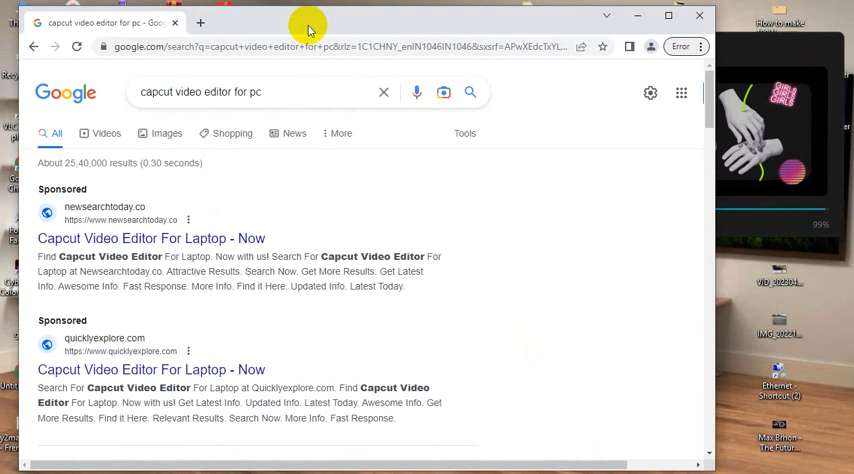 capcut video editor for pc - Goo
google.com/search?q=capcut+video+editor+for+pc&rlz=1C1CHNY_enIN1046IN1046&sxsrf=APwXEdcTxYL...
Error
Google
capcut video editor for pc
All
Videos
Images
Shopping
News
More
Tools
About 25,40,000 results (0.30 seconds)
Sponsored
newsearchtoday.co
https://www.newsearchtoday.co
Capcut Video Editor For Laptop - Now
Find Capcut Video Editor For Laptop. Now with us! Search For Capcut Video Editor For
Laptop at Newsearchtoday.co. Attractive Results. Search Now. Get More Results. Get Latest
Info. Awesome Info. Fast Response. More Info. Find it Here. Updated Info. Latest Today.
Sponsored
quicklyexplore.com
https://www.quicklyexplore.com
Capcut Video Editor For Laptop - Now
Search For Capcut Video Editor For Laptop at Quicklyexplore.com. Find Capcut Video
Editor For Laptop. Now with us! Get Latest Info. Updated Info. Latest Today. Awesome Info. Get
More Results. Find it Here. Relevant Results. Search Now. More Info. Fast Response.
How to make
GIRL
GIRLS
GIRL
99%
VID_202304...
IMG_20221...
Ethernet -
Shortcut (2)
Max Brhon -
The Futur...